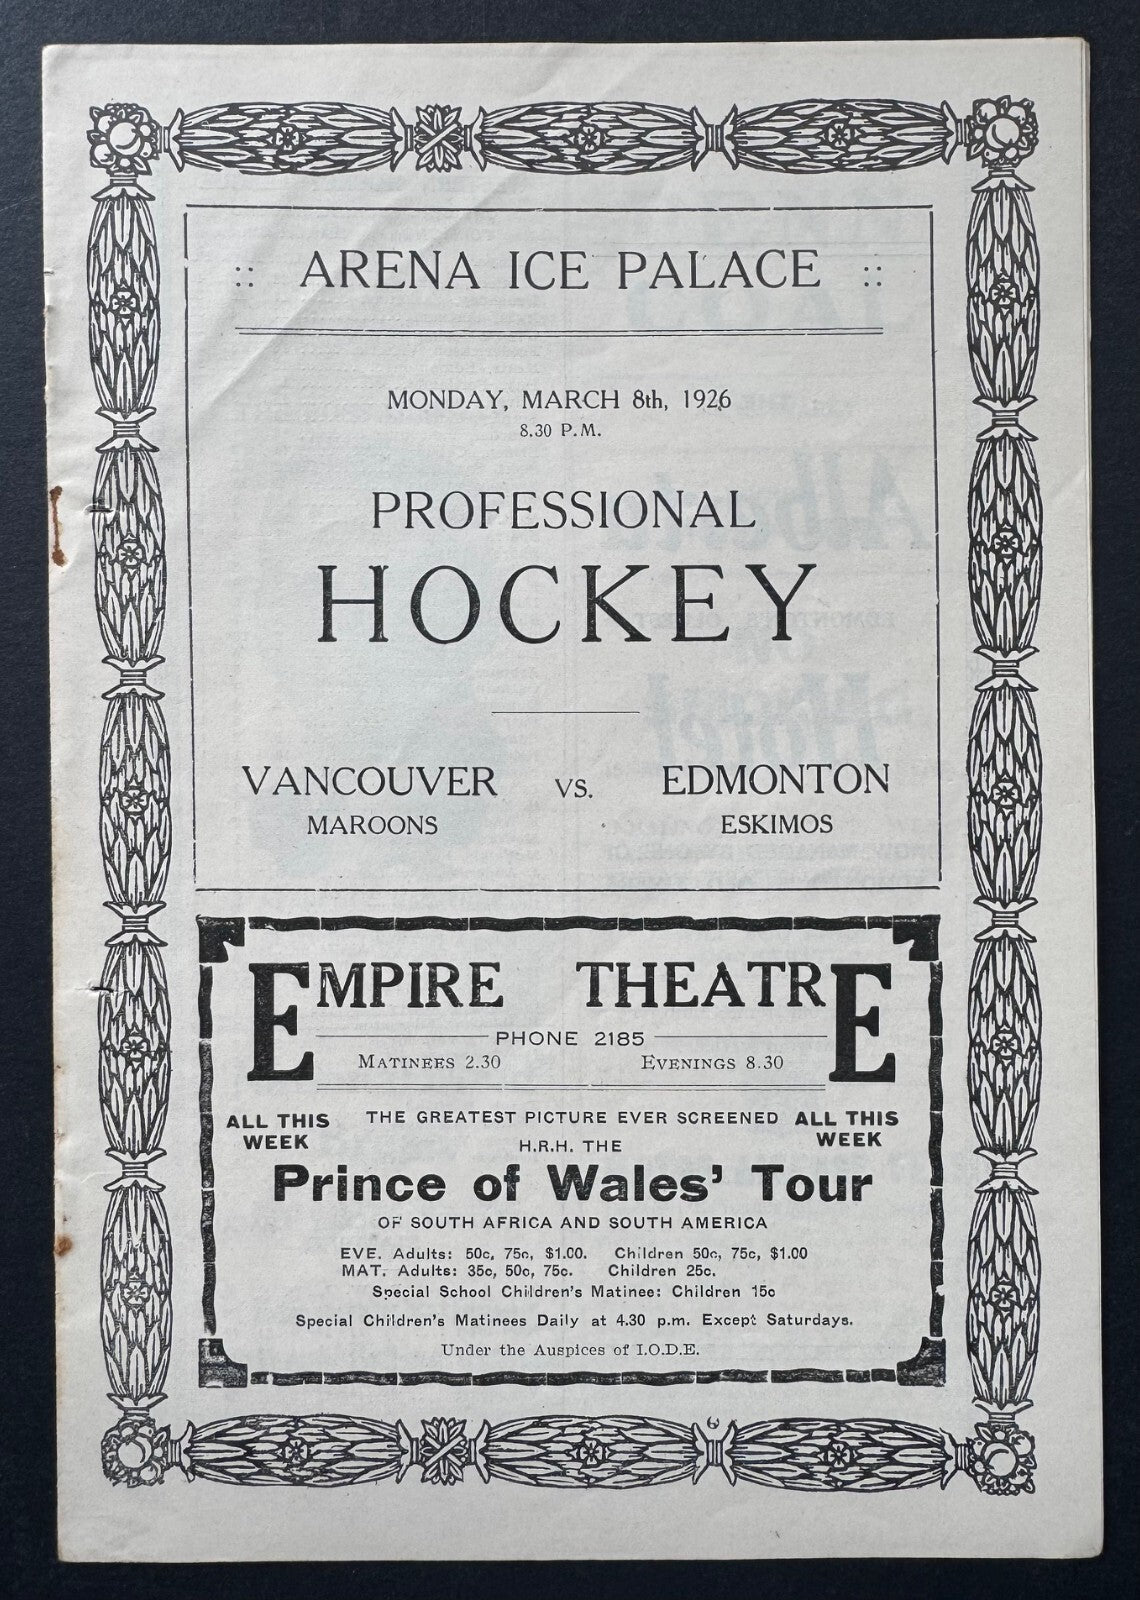 :: ARENA ICE PALACE ::
MONDAY, MARCH 8th, 1926
8.30 P.M.
PROFESSIONAL
HOCKEY
VANCOUVER vs. EDMONTON
MAROONS ESKIMOS
EMPIRE THEATRE
PHONE 2185
MATINEES 2.30 EVENINGS 8.30
ALL THIS WEEK THE GREATEST PICTURE EVER SCREENED ALL THIS WEEK
H.R.H. THE
Prince of Wales' Tour
OF SOUTH AFRICA AND SOUTH AMERICA
EVE. Adults: 50c, 75c, $1.00. Children 50c, 75c, $1.00
MAT. Adults: 35c, 50c, 75c. Children 25c.
Special School Children's Matinee: Children 15c
Special Children's Matinees Daily at 4.30 p.m. Except Saturdays.
Under the Auspices of I.O.D.E.